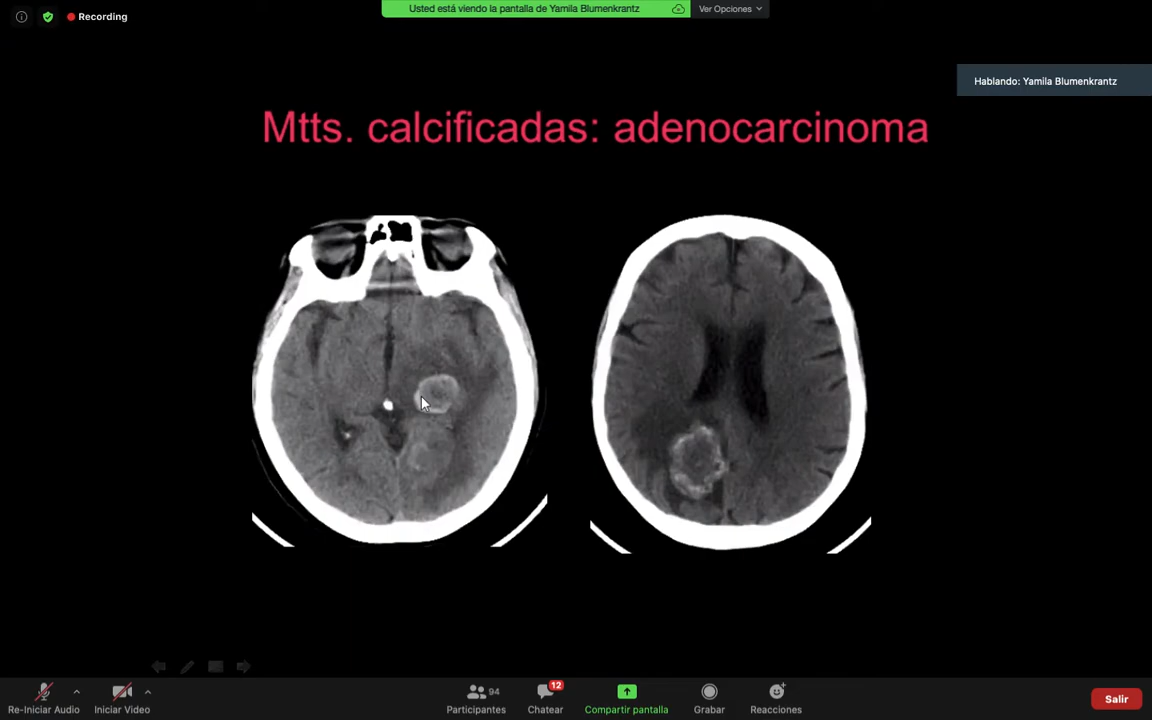 Recording
Usted está viendo la pantalla de Yamila Blumenkrantz
Ver Opciones
Hablando: Yamila Blumenkrantz
Mtts. calcificadas: adenocarcinoma
Re-Iniciar Audio
Iniciar Video
Participantes
94
Chatear
12
Compartir pantalla
Grabar
Reacciones
Salir